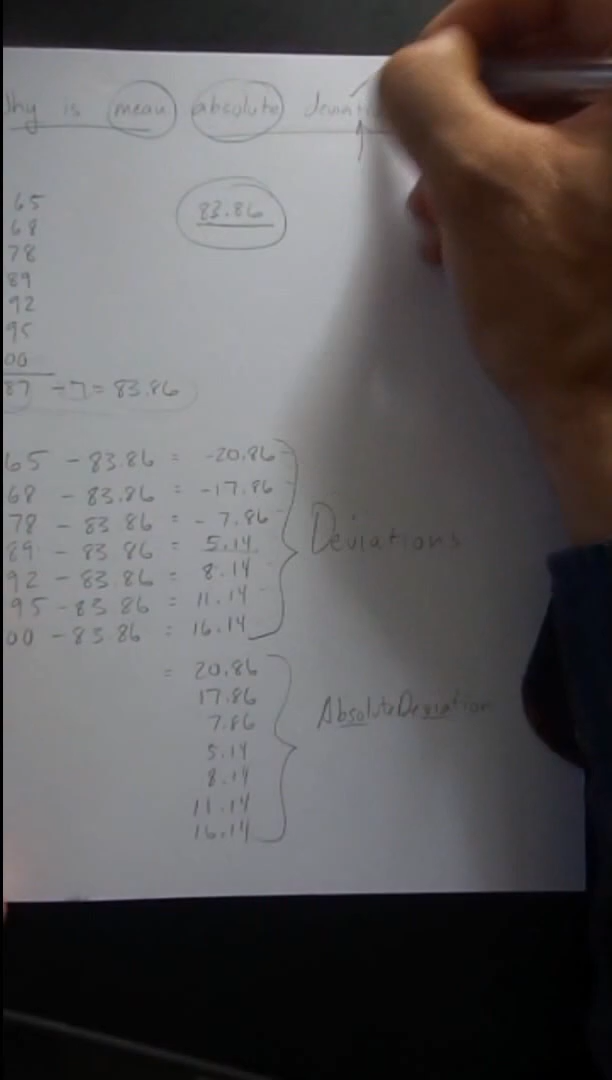 hy is mean absolute deviat
83.86
65
68
78
89
92
95
00
87 ÷ 7 = 83.86
65 - 83.86 = -20.86
68 - 83.86 = -17.86
78 - 83.86 = - 7.86
89 - 83.86 = 5.14
92 - 83.86 = 8.14
95 - 83.86 = 11.14
00 - 83.86 = 16.14
Deviations
= 20.86
17.86
7.86
5.14
8.14
11.14
16.14
Absolute Deviation